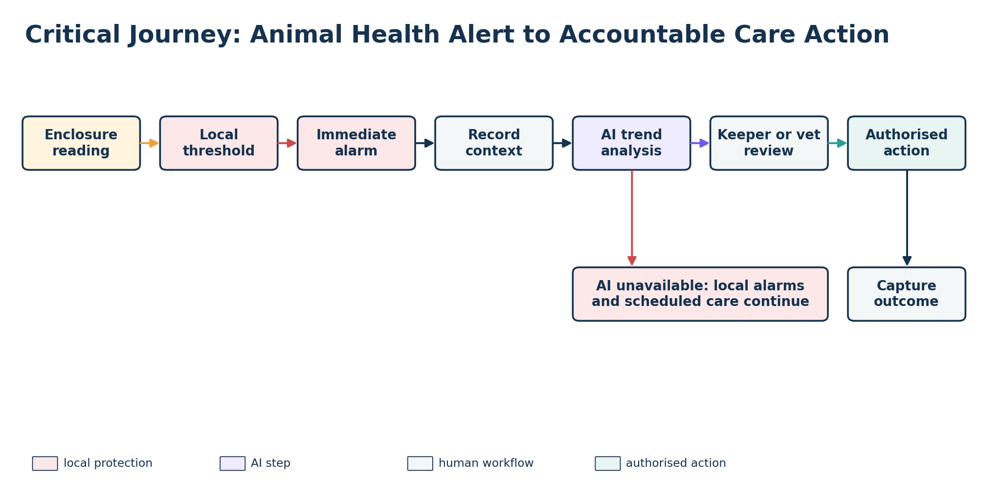 Critical Journey: Animal Health Alert to Accountable Care Action
Enclosure
reading
Local
threshold
Immediate
alarm
Record
context
AI trend
analysis
Keeper or vet
review
Authorised
action
AI unavailable: local alarms
and scheduled care continue
Capture
outcome
local protection
AI step
human workflow
authorised action